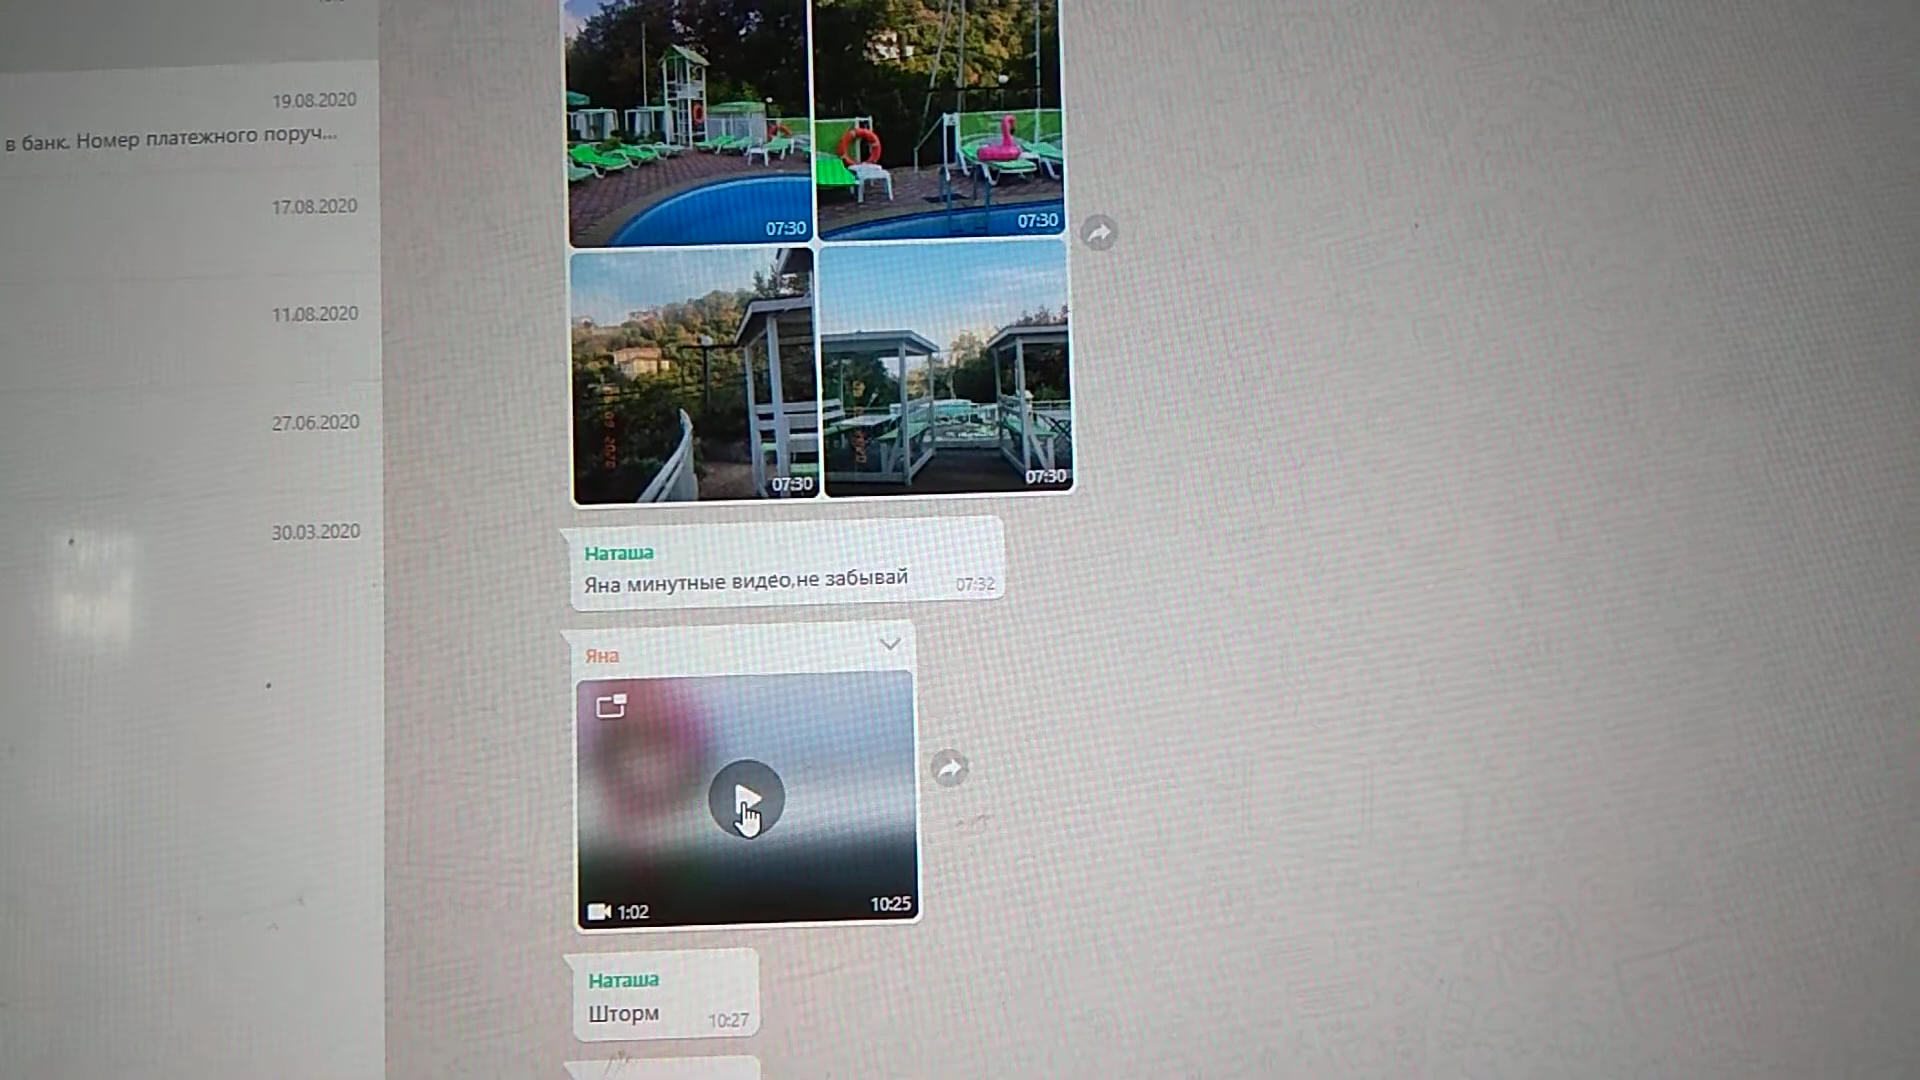 19.08.2020
в банк. Номер платежного поруч...
17.08.2020
11.08.2020
27.06.2020
30.03.2020
07:30
07:30
07:30
07:30
Наташа
Яна минутные видео,не забывай
07:32
Яна
1:02
10:25
Наташа
Шторм
10:27